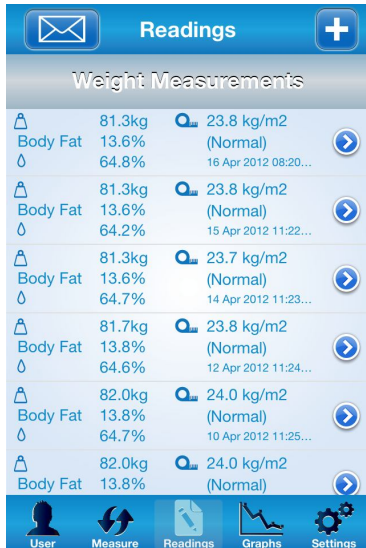 Readings
Weight Measurements
81.3kg 23.8 kg/m2
Body Fat 13.6% (Normal)
64.8% 16 Apr 2012 08:20...
81.3kg 23.8 kg/m2
Body Fat 13.6% (Normal)
64.2% 15 Apr 2012 11:22...
81.3kg 23.7 kg/m2
Body Fat 13.6% (Normal)
64.7% 14 Apr 2012 11:23...
81.7kg 23.8 kg/m2
Body Fat 13.8% (Normal)
64.6% 12 Apr 2012 11:24...
82.0kg 24.0 kg/m2
Body Fat 13.8% (Normal)
64.7% 10 Apr 2012 11:25...
82.0kg 24.0 kg/m2
Body Fat 13.8% (Normal)
User Measure Readings Graphs Settings